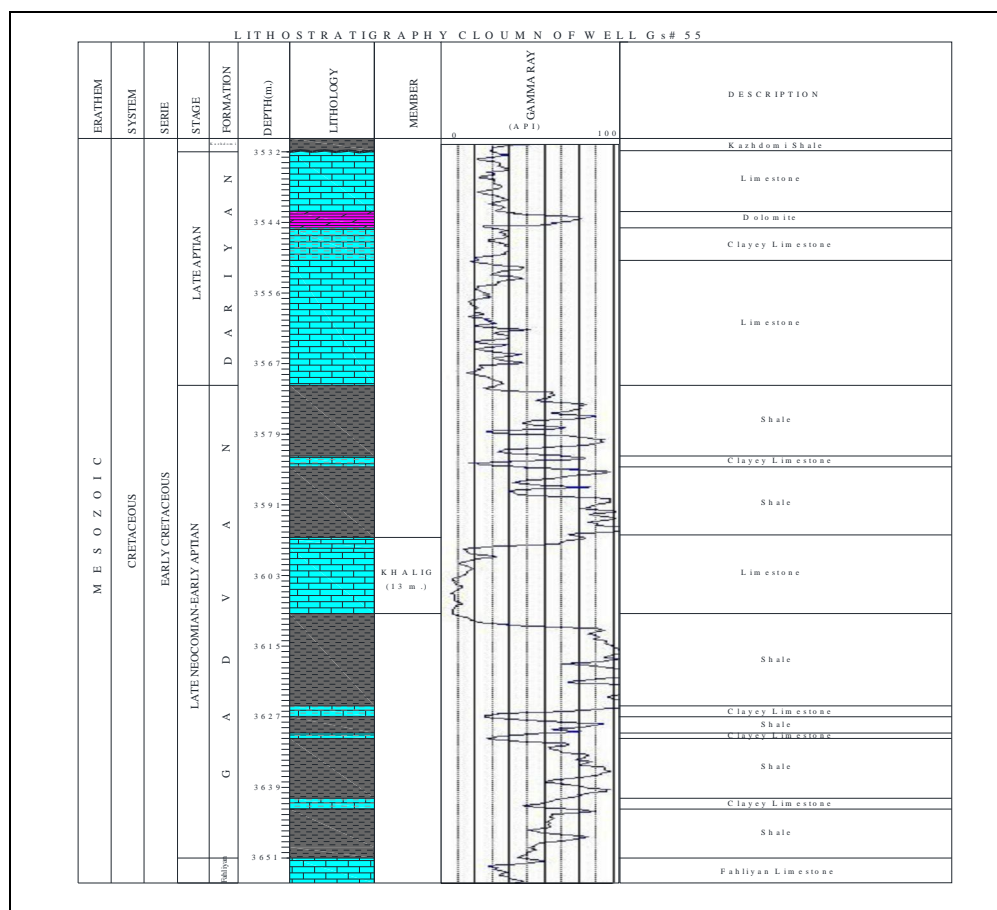 LITHOSTRATIGRAPHY CLOUMN OF WELL Gs# 55
ERATHEM
SYSTEM
SERIE
STAGE
FORMATION
DEPTH(m.)
LITHOLOGY
MEMBER
GAMMA RAY
(API)
0 100
DESCRIPTION
MESOZOIC
CRETACEOUS
EARLY CRETACEOUS
LATE APTIAN
LATE NEOCOMIAN-EARLY APTIAN
Kazhdomi
DARIYAN
GADVAN
Fahliyan
3532
3544
3556
3567
3579
3591
3603
3615
3627
3639
3651
KHALIG
(13 m.)
Kazhdomi Shale
Limestone
Dolomite
Clayey Limestone
Limestone
Shale
Clayey Limestone
Shale
Limestone
Shale
Clayey Limestone
Shale
Clayey Limestone
Shale
Clayey Limestone
Shale
Fahliyan Limestone